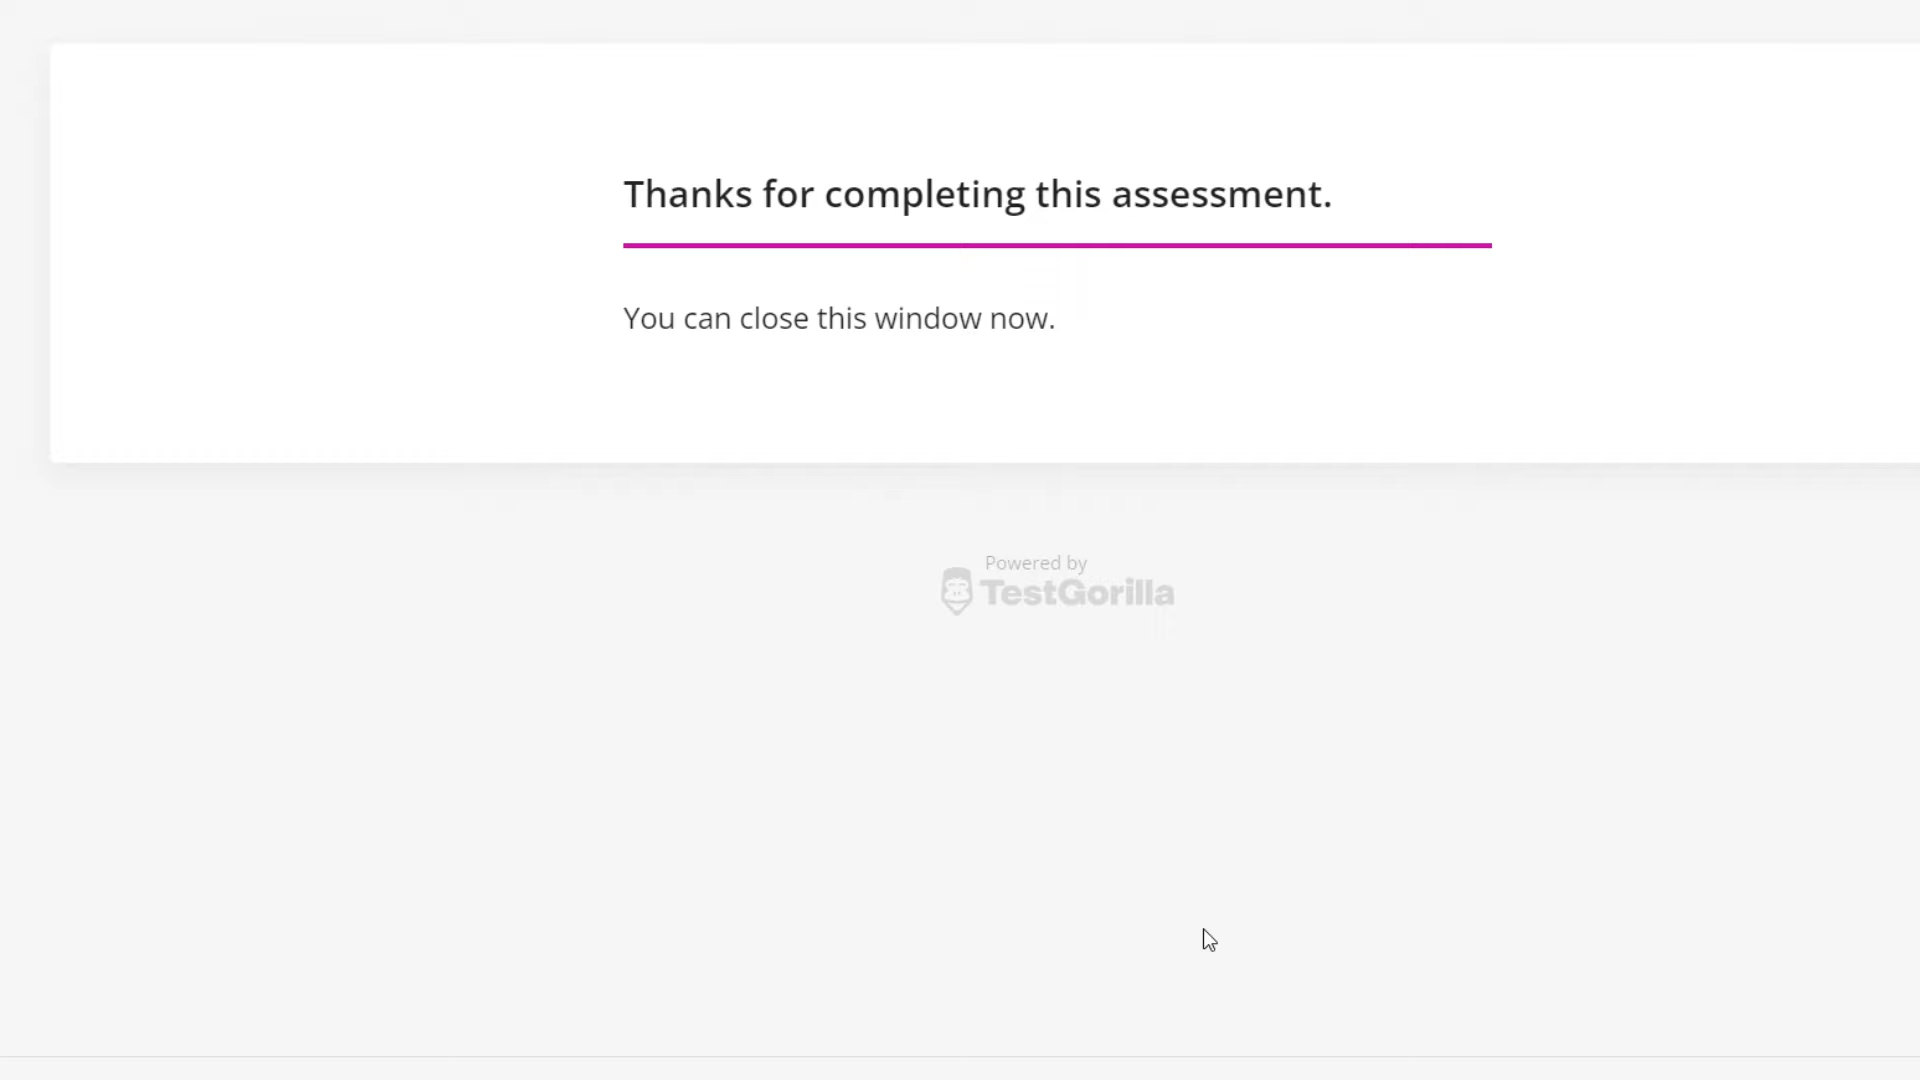 Thanks for completing this assessment.
You can close this window now.
Powered by
TestGorilla